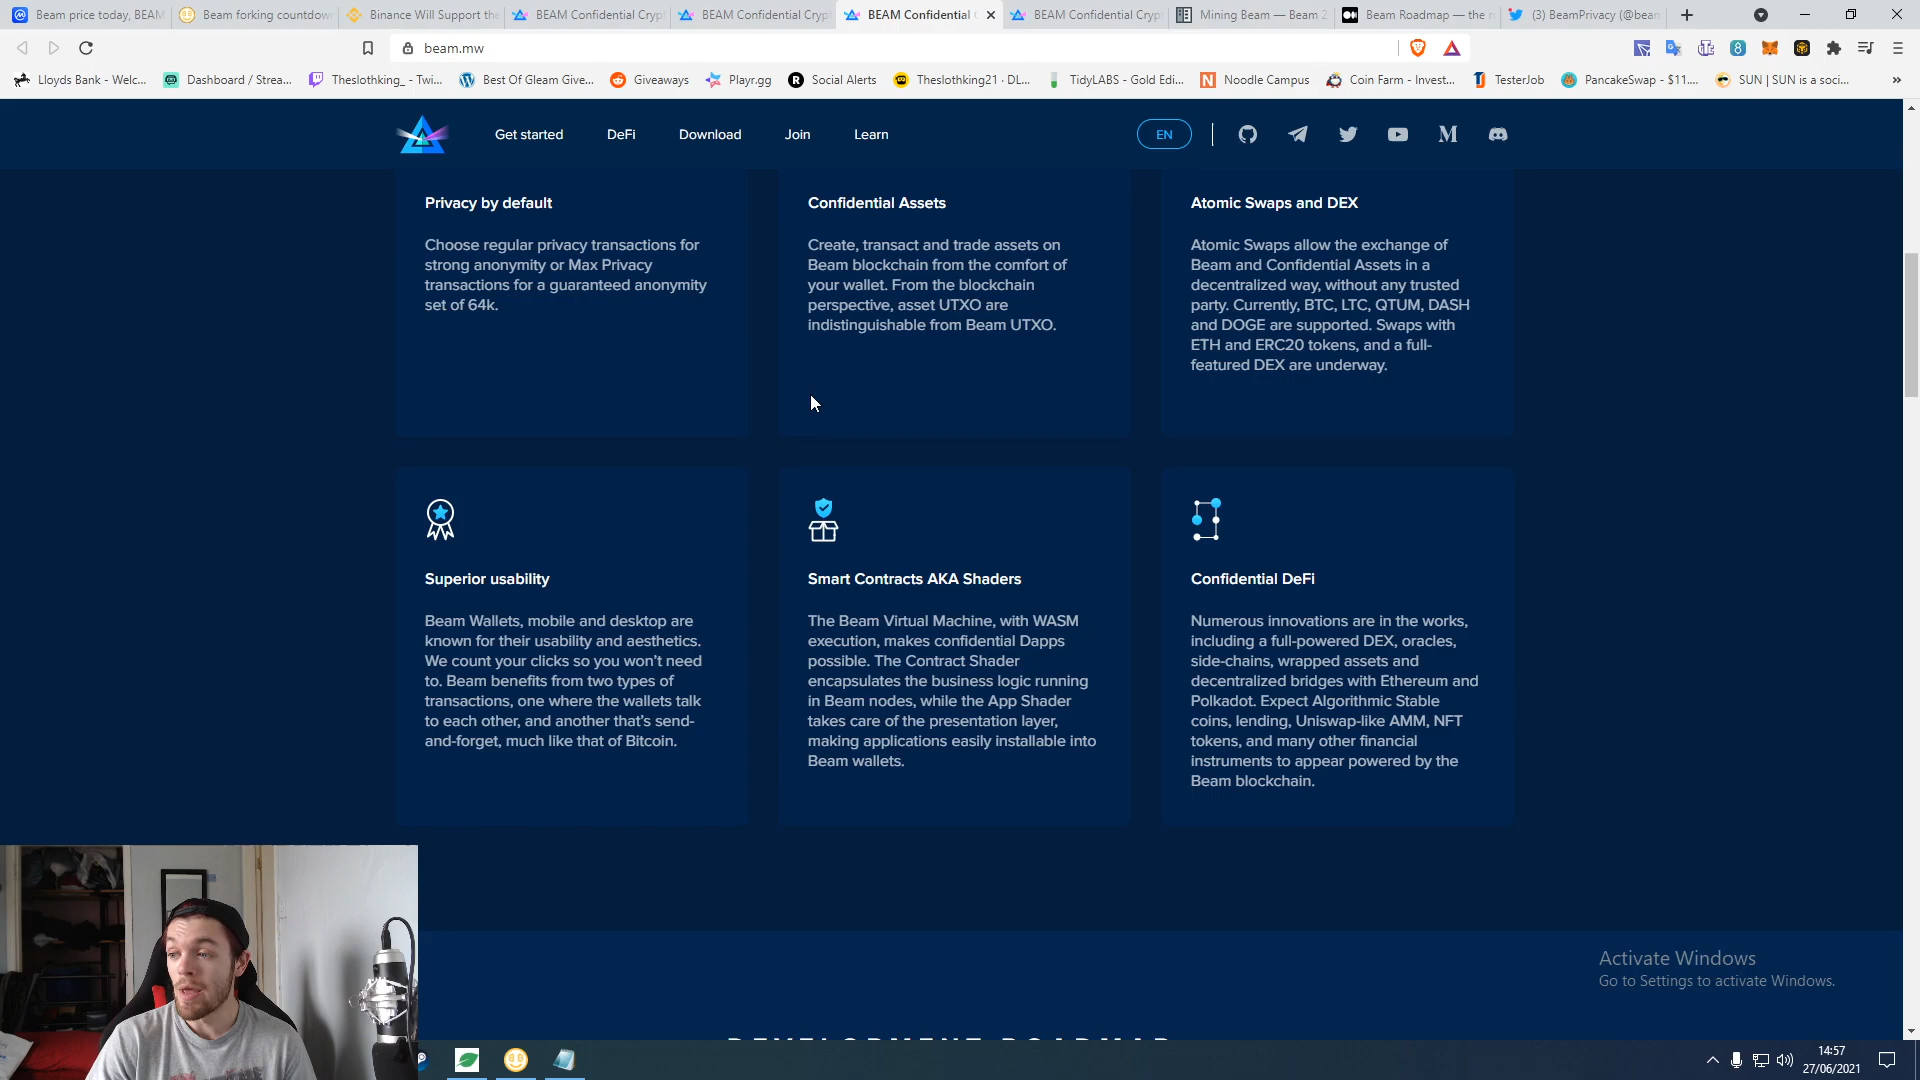 Beam price today, BEAM
Beam forking countdown
Binance Will Support the
BEAM Confidential Cryp
BEAM Confidential Cryp
BEAM Confidential C
BEAM Confidential Cryp
Mining Beam — Beam 2
Beam Roadmap — the r
(3) BeamPrivacy (@bean
beam.mw
Lloyds Bank - Welc...
Dashboard / Strea...
Theslothking_ - Twi...
Best Of Gleam Give...
Giveaways
Playr.gg
Social Alerts
Theslothking21 · DL...
TidyLABS - Gold Edi...
Noodle Campus
Coin Farm - Invest...
TesterJob
PancakeSwap - $11....
SUN | SUN is a soci...
Get started
DeFi
Download
Join
Learn
EN
Privacy by default
Choose regular privacy transactions for
strong anonymity or Max Privacy
transactions for a guaranteed anonymity
set of 64k.
Confidential Assets
Create, transact and trade assets on
Beam blockchain from the comfort of
your wallet. From the blockchain
perspective, asset UTXO are
indistinguishable from Beam UTXO.
Atomic Swaps and DEX
Atomic Swaps allow the exchange of
Beam and Confidential Assets in a
decentralized way, without any trusted
party. Currently, BTC, LTC, QTUM, DASH
and DOGE are supported. Swaps with
ETH and ERC20 tokens, and a full-
featured DEX are underway.
Superior usability
Beam Wallets, mobile and desktop are
known for their usability and aesthetics.
We count your clicks so you won't need
to. Beam benefits from two types of
transactions, one where the wallets talk
to each other, and another that's send-
and-forget, much like that of Bitcoin.
Smart Contracts AKA Shaders
The Beam Virtual Machine, with WASM
execution, makes confidential Dapps
possible. The Contract Shader
encapsulates the business logic running
in Beam nodes, while the App Shader
takes care of the presentation layer,
making applications easily installable into
Beam wallets.
Confidential DeFi
Numerous innovations are in the works,
including a full-powered DEX, oracles,
side-chains, wrapped assets and
decentralized bridges with Ethereum and
Polkadot. Expect Algorithmic Stable
coins, lending, Uniswap-like AMM, NFT
tokens, and many other financial
instruments to appear powered by the
Beam blockchain.
DEVELOPMENT ROADMAP
Activate Windows
Go to Settings to activate Windows.
14:57
27/06/2021